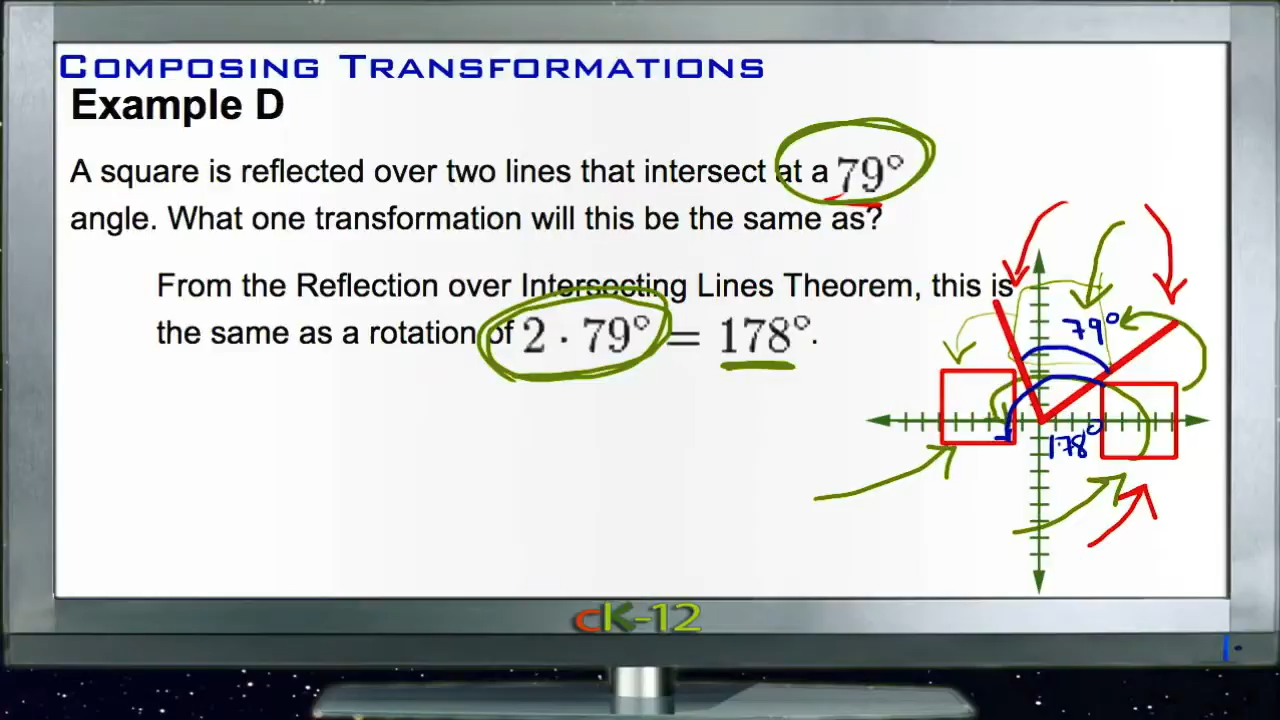 COMPOSING TRANSFORMATIONS
Example D
A square is reflected over two lines that intersect at a 79°
angle. What one transformation will this be the same as?
From the Reflection over Intersecting Lines Theorem, this is
the same as a rotation of 2 · 79° = 178°.
79°
178°
cK-12